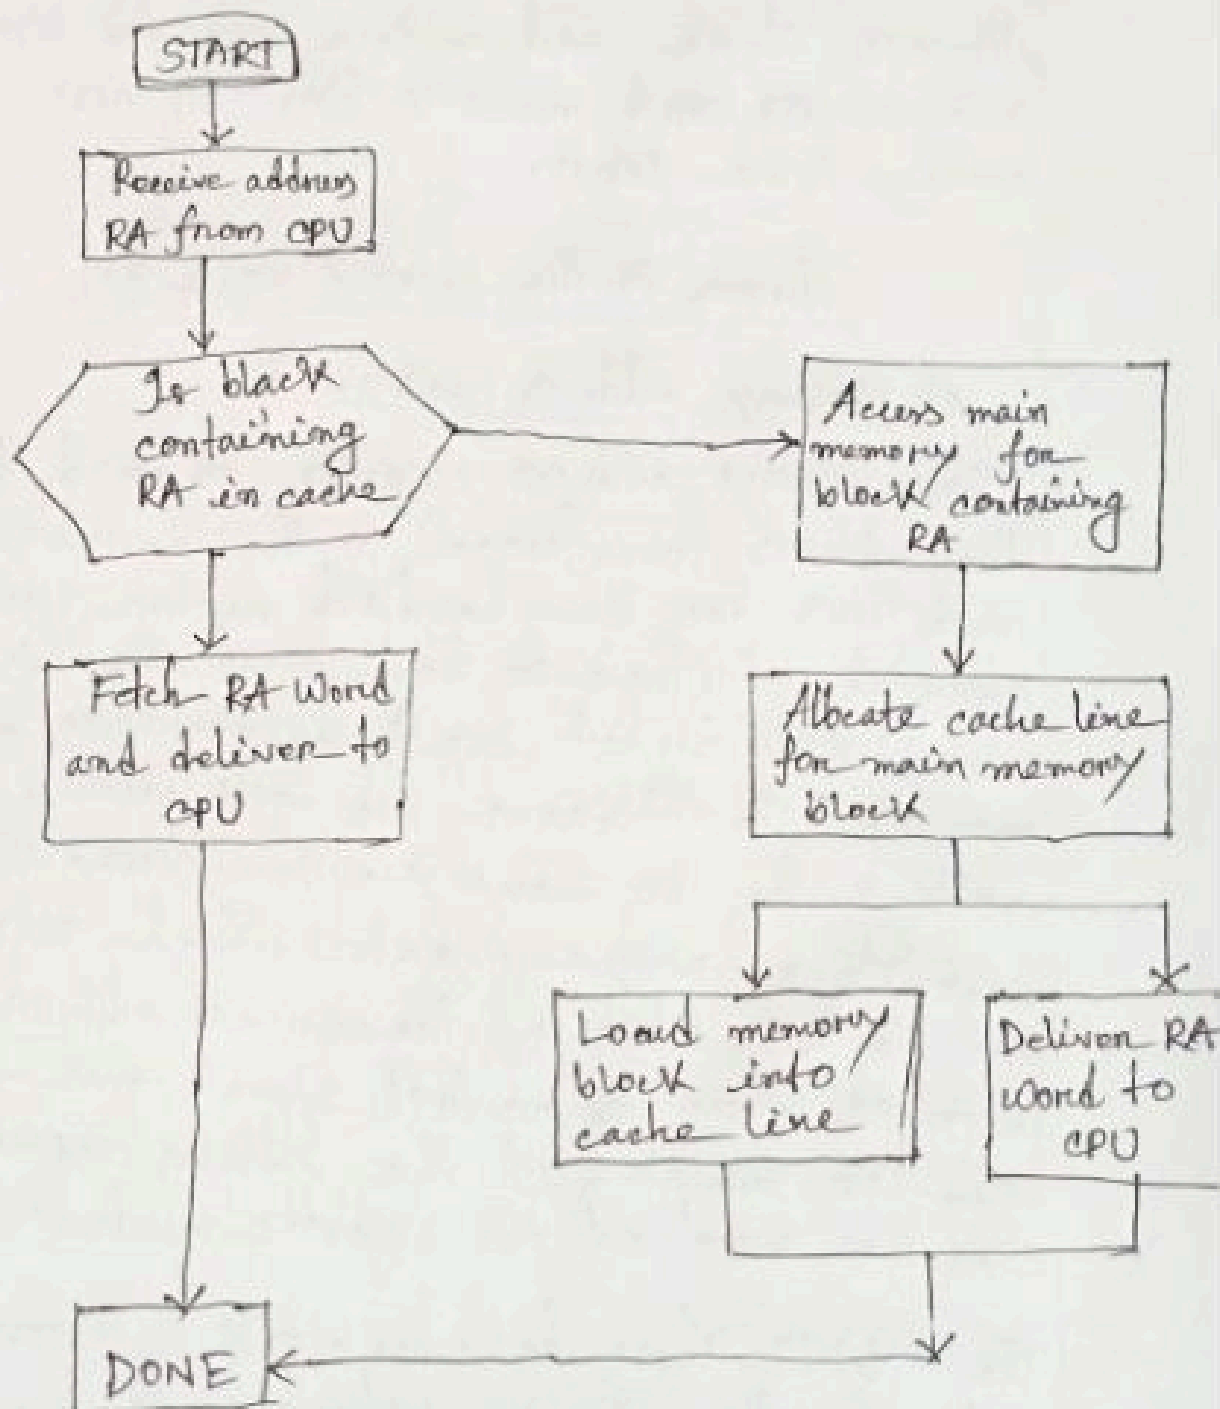 START
Receive address
RA from CPU
Is black
containing
RA in cache
Access main
memory for
block containing
RA
Fetch RA Word
and deliver to
CPU
Allocate cache line
for main memory
block
Load memory
block into
cache line
Deliver RA
word to
CPU
DONE